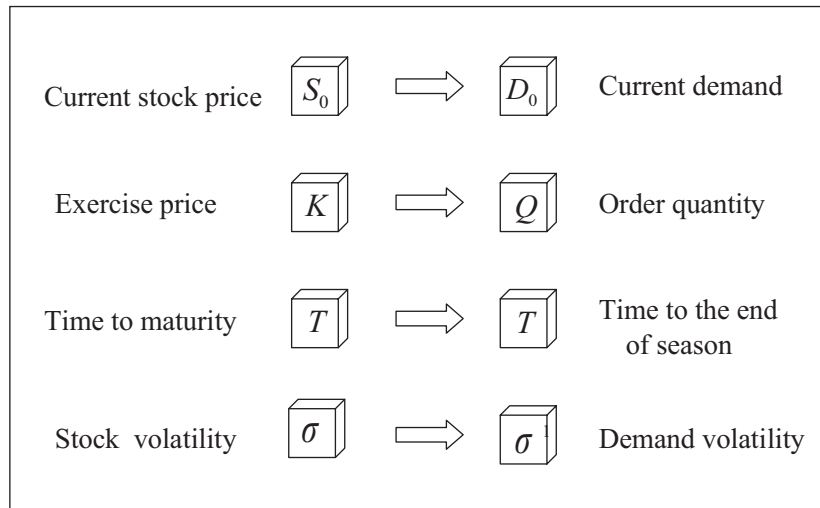 Current stock price S₀ D₀ Current demand
Exercise price K Q Order quantity
Time to maturity T T Time to the end
of season
Stock volatility σ σ ¹ Demand volatility